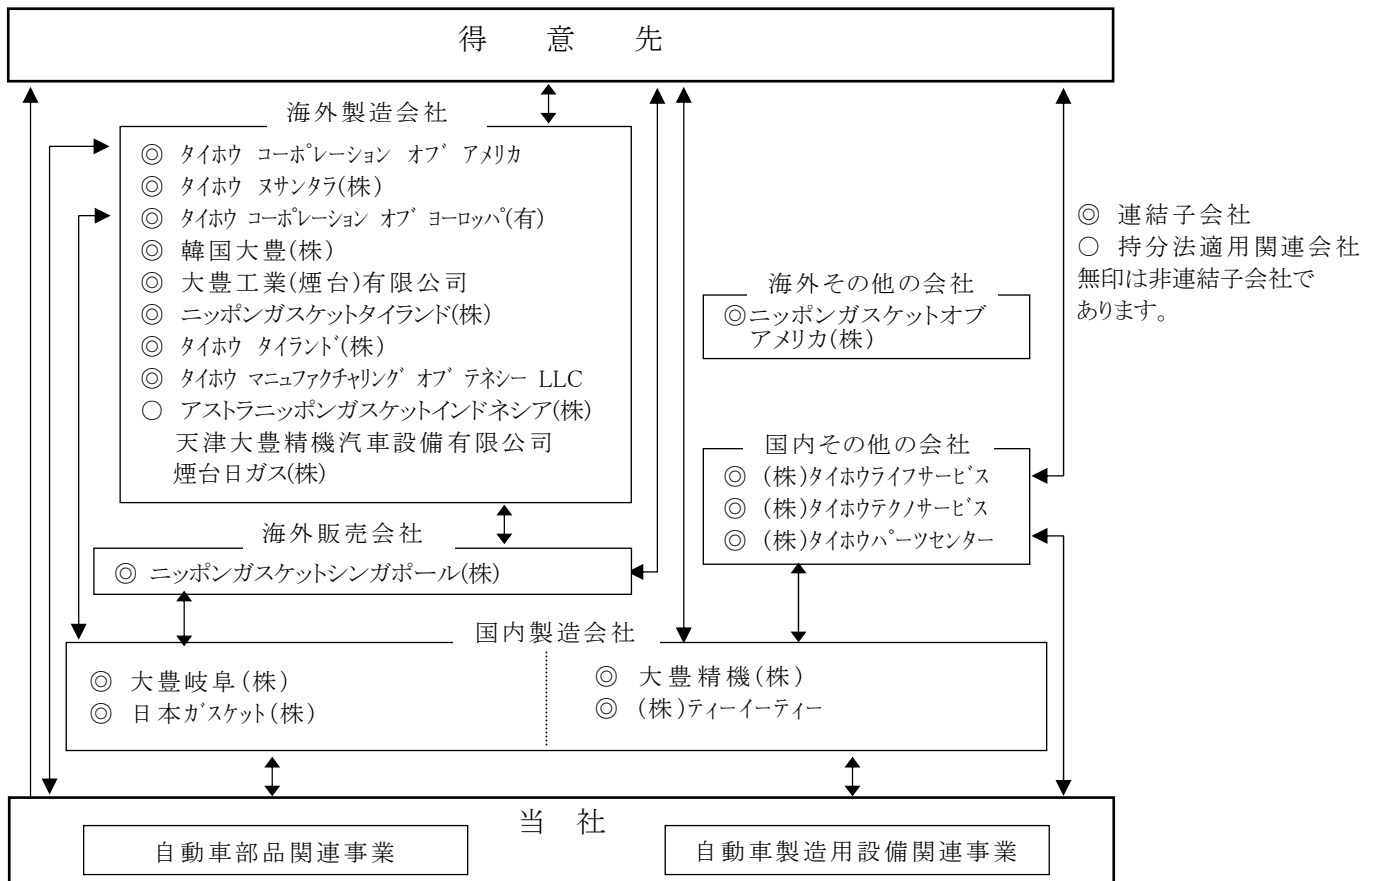 得意先
海外製造会社
◎ タイホウ コーポレーション オブ アメリカ
◎ タイホウ ヌサンタラ(株)
◎ タイホウ コーポレーション オブ ヨーロッパ(有)
◎ 韓国大豊(株)
◎ 大豊工業(煙台)有限公司
◎ ニッポンガスケットタイランド(株)
◎ タイホウ タイランド(株)
◎ タイホウ マニュファクチャリング オブ テネシー LLC
○ アストラニッポンガスケットインドネシア(株)
天津大豊精機汽車設備有限公司
煙台日ガス(株)
海外販売会社
◎ ニッポンガスケットシンガポール(株)
海外その他の会社
◎ニッポンガスケットオブ
アメリカ(株)
国内その他の会社
◎ (株)タイホウライフサービス
◎ (株)タイホウテクノサービス
◎ (株)タイホウパーツセンター
◎ 連結子会社
○ 持分法適用関連会社
無印は非連結子会社で
あります。
国内製造会社
◎ 大豊岐阜(株)
◎ 日本ガスケット(株)
◎ 大豊精機(株)
◎ (株)ティーイーティー
当社
自動車部品関連事業
自動車製造用設備関連事業